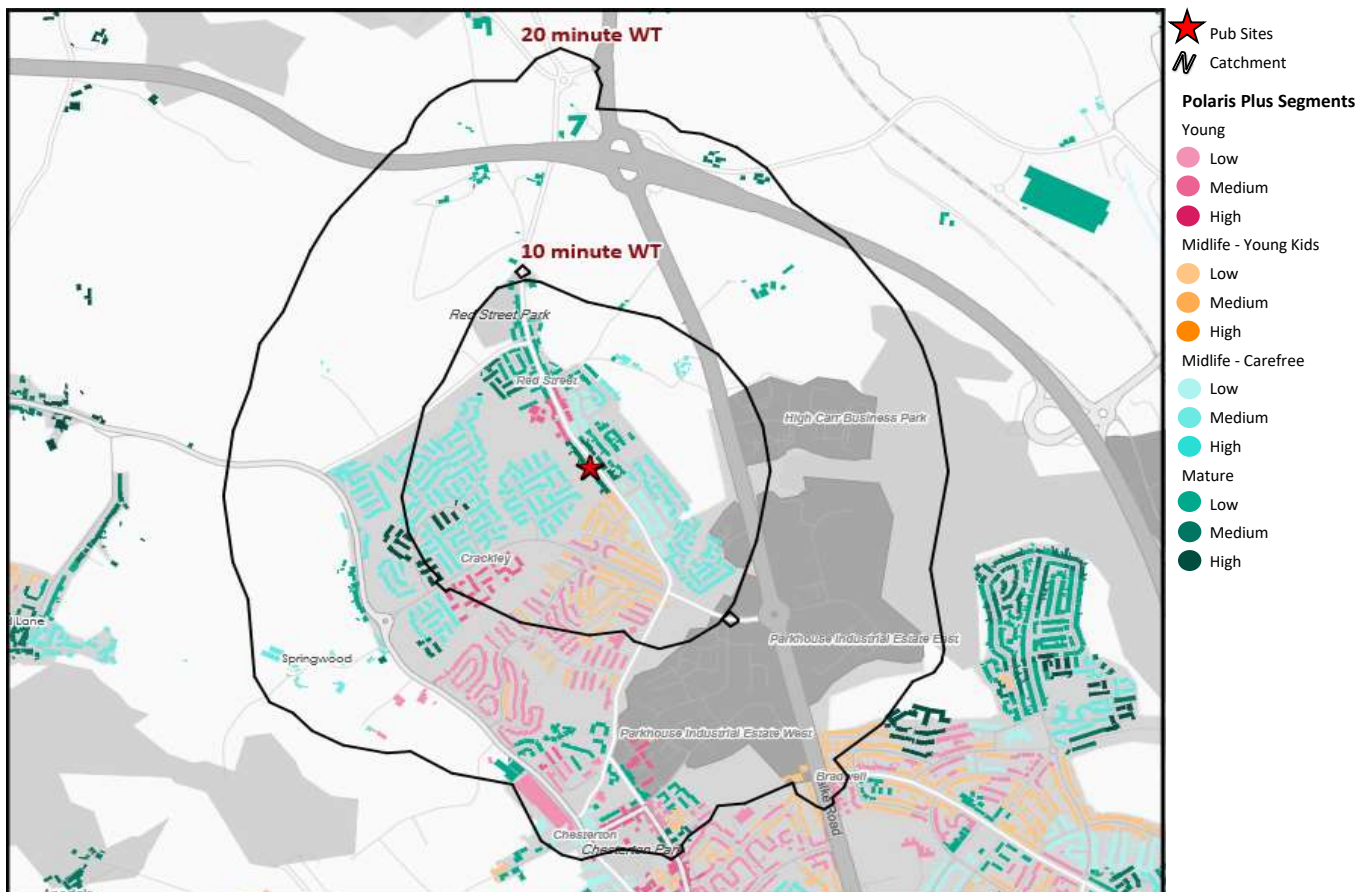 20 minute WT
10 minute WT
Red Street Park
Red Street
High Carr Business Park
Crackley
Parkhouse Industrial Estate East
Springwood
Parkhouse Industrial Estate West
Bradwell
Chesterton
Chesterton Park
Lane
Road
Pub Sites
Catchment
Polaris Plus Segments
Young
Low
Medium
High
Midlife - Young Kids
Low
Medium
High
Midlife - Carefree
Low
Medium
High
Mature
Low
Medium
High